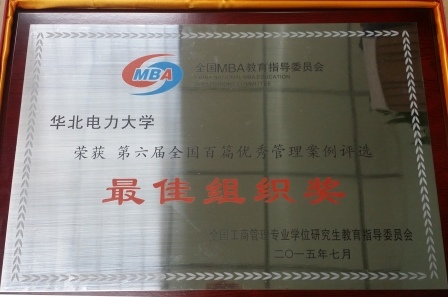 MBA
全国MBA教育指导委员会
华北电力大学
荣获 第六届全国百篇优秀管理案例评选
最佳组织奖
全国工商管理专业学位研究生教育指导委员会
二〇一五年七月